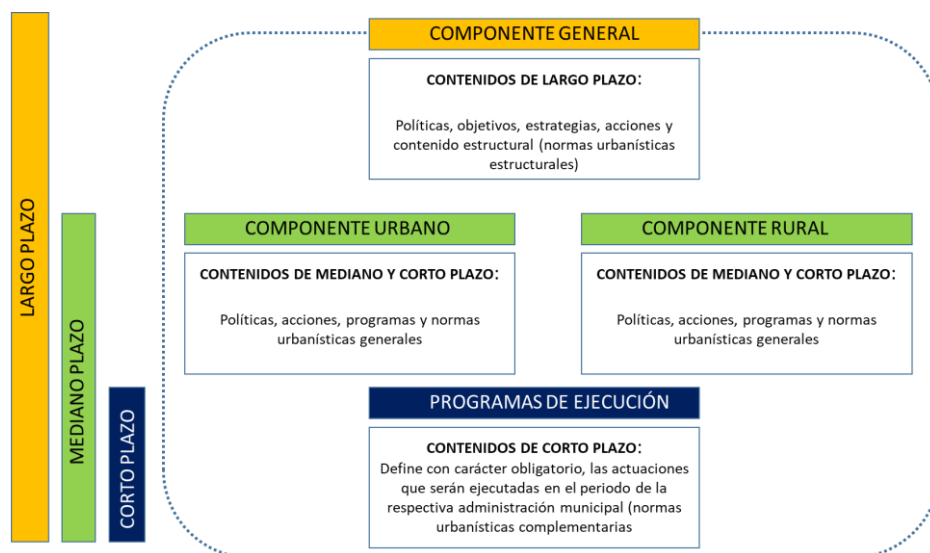 COMPONENTE GENERAL
CONTENIDOS DE LARGO PLAZO:
Políticas, objetivos, estrategias, acciones y
contenido estructural (normas urbanísticas
estructurales)
LARGO PLAZO
MEDIANO PLAZO
CORTO PLAZO
COMPONENTE URBANO
CONTENIDOS DE MEDIANO Y CORTO PLAZO:
Políticas, acciones, programas y normas
urbanísticas generales
COMPONENTE RURAL
CONTENIDOS DE MEDIANO Y CORTO PLAZO:
Políticas, acciones, programas y normas
urbanísticas generales
PROGRAMAS DE EJECUCIÓN
CONTENIDOS DE CORTO PLAZO:
Define con carácter obligatorio, las actuaciones
que serán ejecutadas en el periodo de la
respectiva administración municipal (normas
urbanísticas complementarias